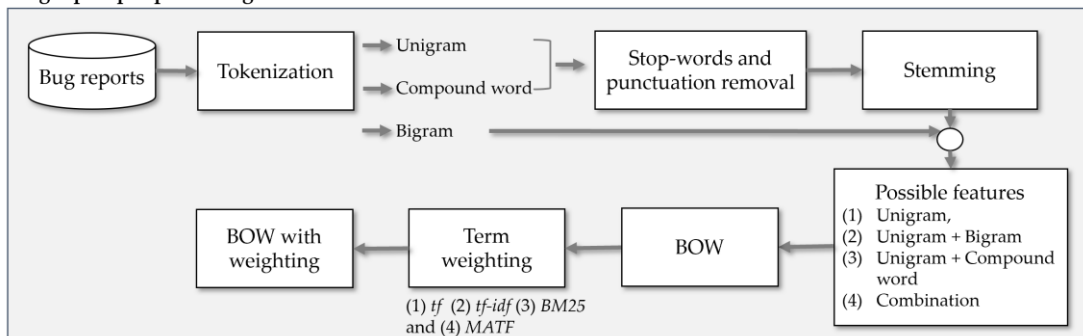 Bug reports
Tokenization
Unigram
Compound word
Bigram
Stop-words and
punctuation removal
Stemming
Possible features
(1) Unigram,
(2) Unigram + Bigram
(3) Unigram + Compound
word
(4) Combination
BOW
Term
weighting
(1) tf (2) tf-idf (3) BM25
and (4) MATF
BOW with
weighting